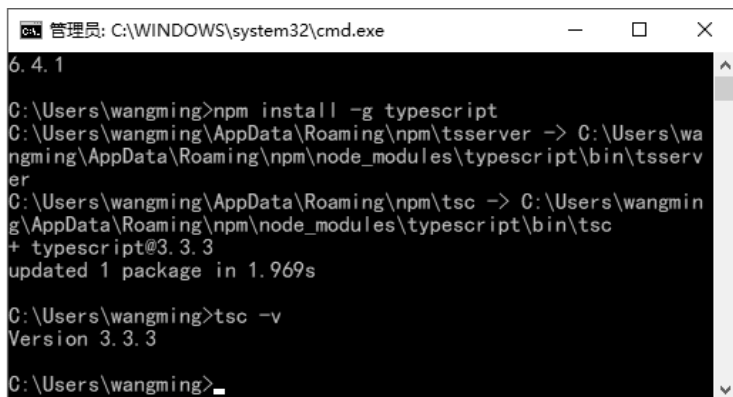 管理员: C:\WINDOWS\system32\cmd.exe
6.4.1
C:\Users\wangming>npm install -g typescript
C:\Users\wangming\AppData\Roaming\npm\tsserver -> C:\Users\wa
ngming\AppData\Roaming\npm\node_modules\typescript\bin\tsserv
er
C:\Users\wangming\AppData\Roaming\npm\tsc -> C:\Users\wangmin
g\AppData\Roaming\npm\node_modules\typescript\bin\tsc
+ typescript@3.3.3
updated 1 package in 1.969s
C:\Users\wangming>tsc -v
Version 3.3.3
C:\Users\wangming>